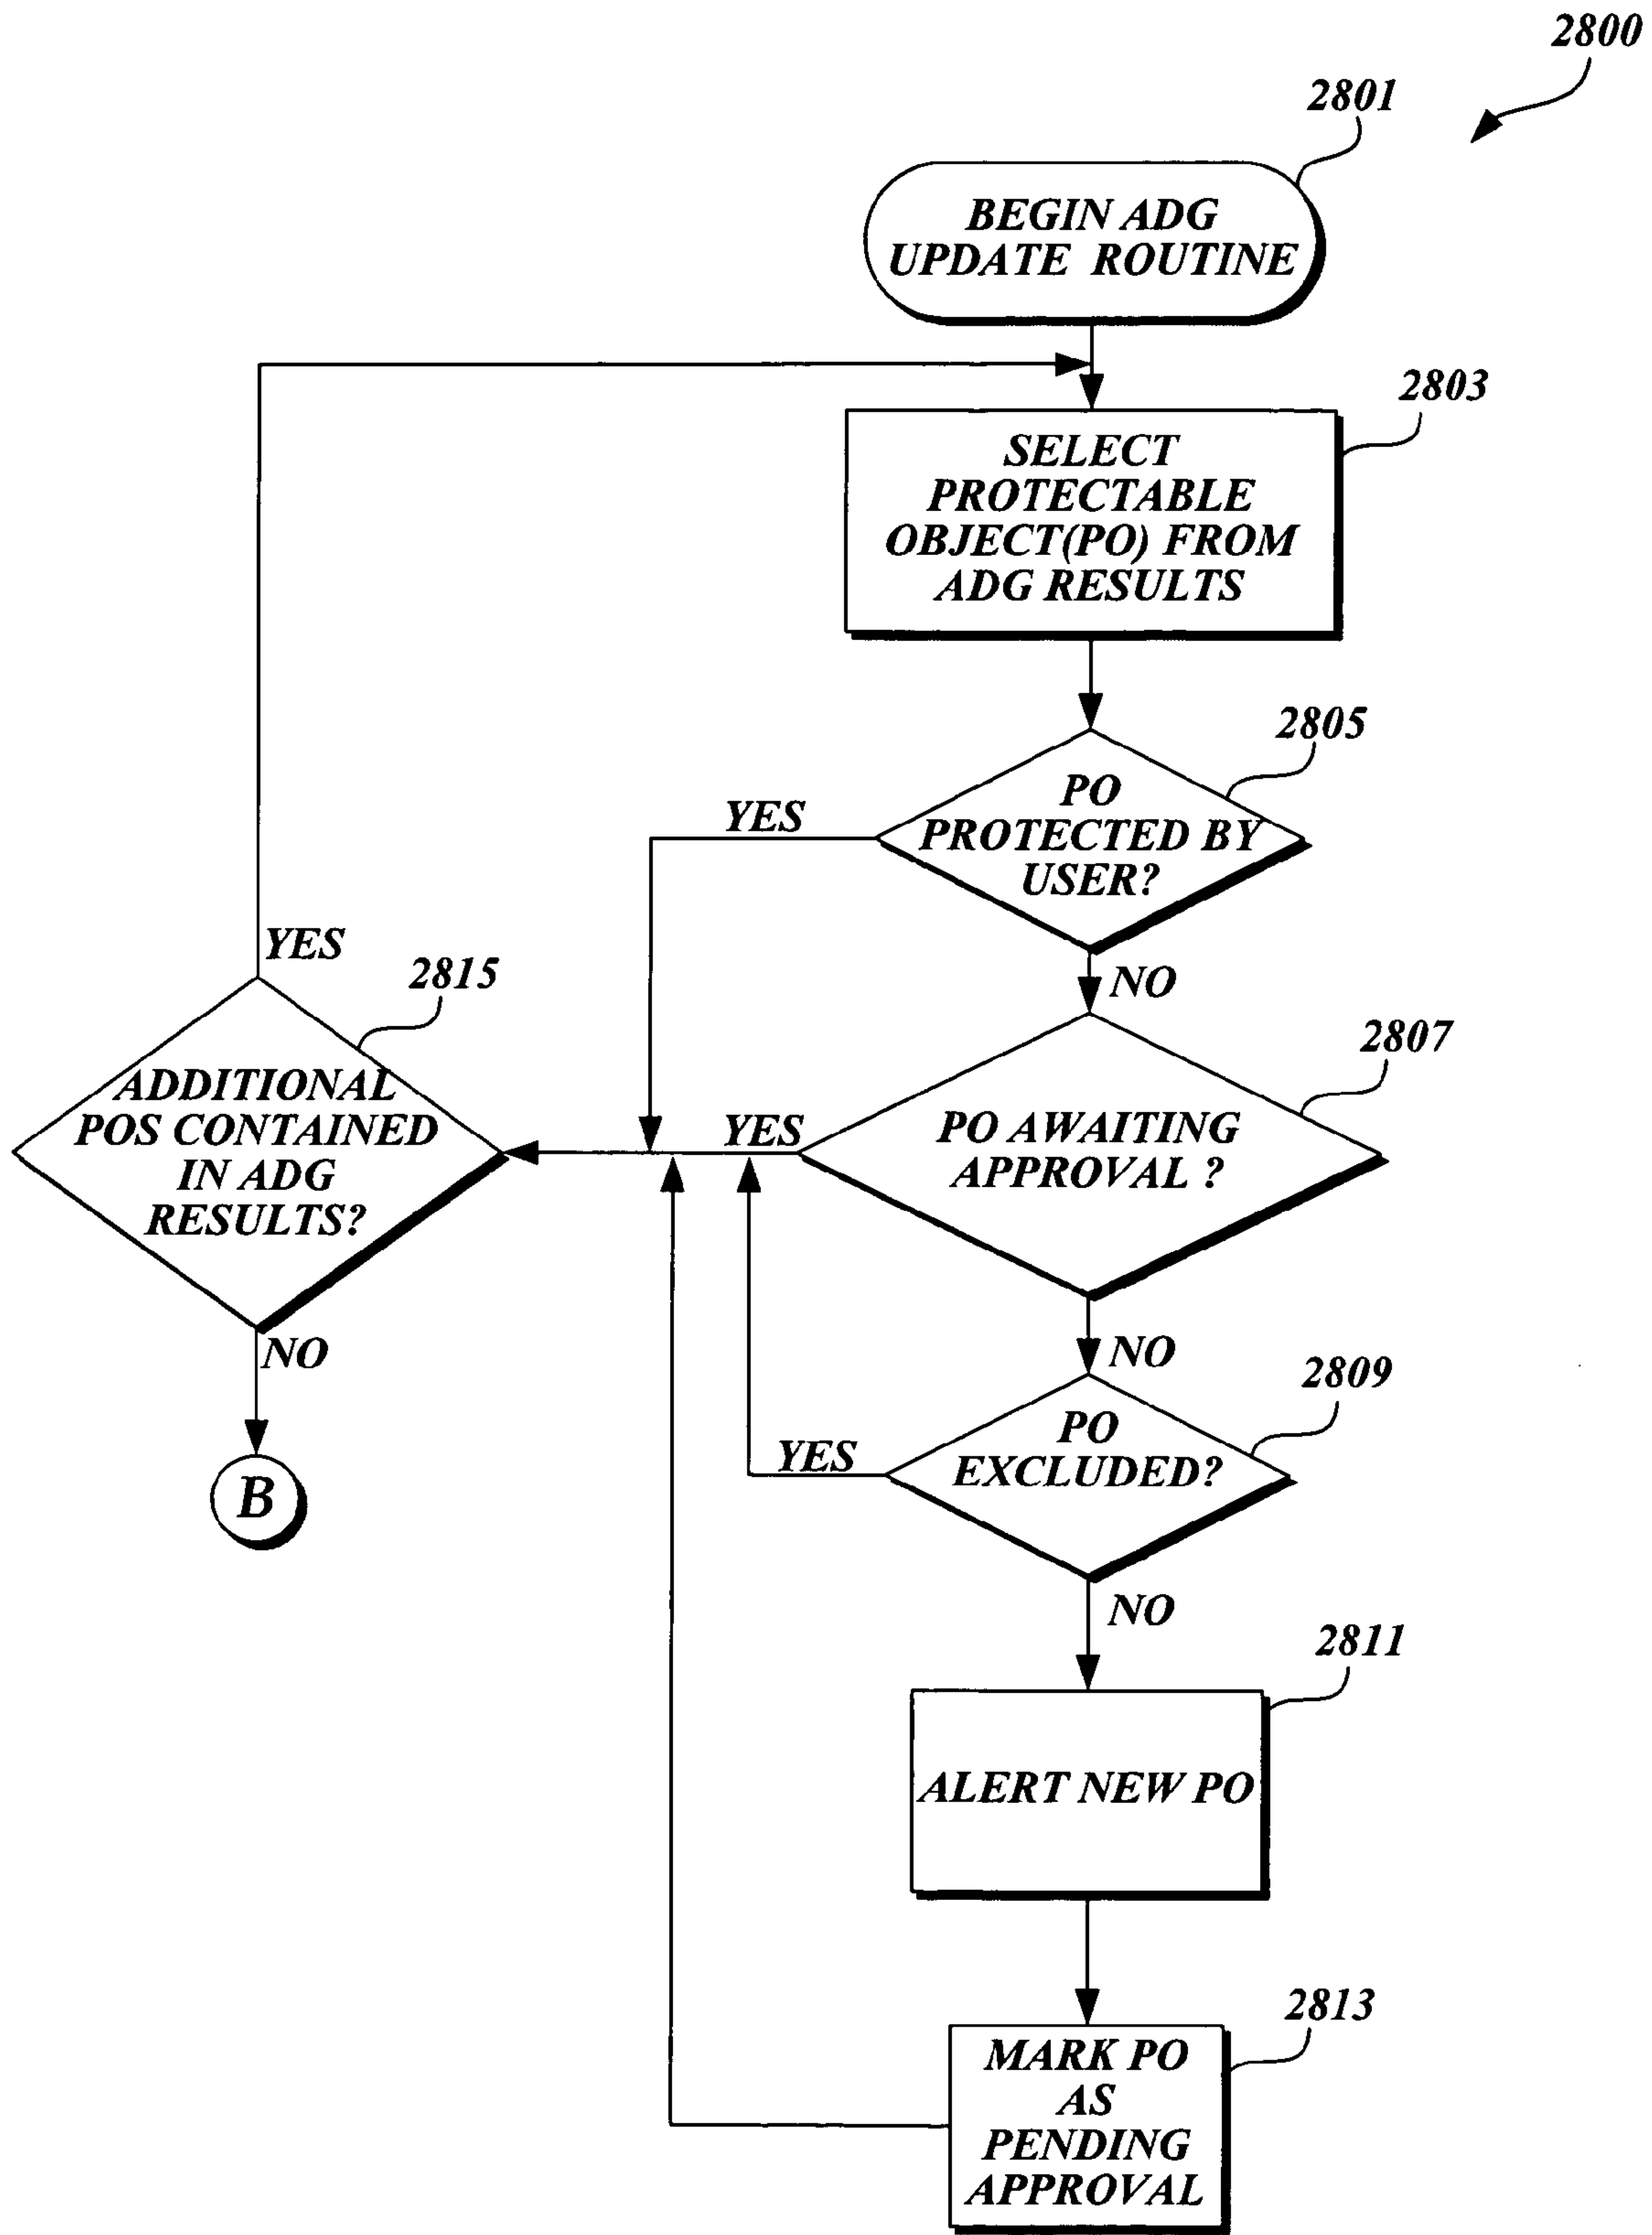 2800
2801
BEGIN ADG
UPDATE ROUTINE
2803
SELECT
PROTECTABLE
OBJECT(PO) FROM
ADG RESULTS
2805
PO
PROTECTED BY
USER?
YES
NO
2807
PO AWAITING
APPROVAL ?
YES
NO
2815
YES
ADDITIONAL
POS CONTAINED
IN ADG
RESULTS?
NO
B
2809
PO
EXCLUDED?
YES
NO
2811
ALERT NEW PO
2813
MARK PO
AS
PENDING
APPROVAL